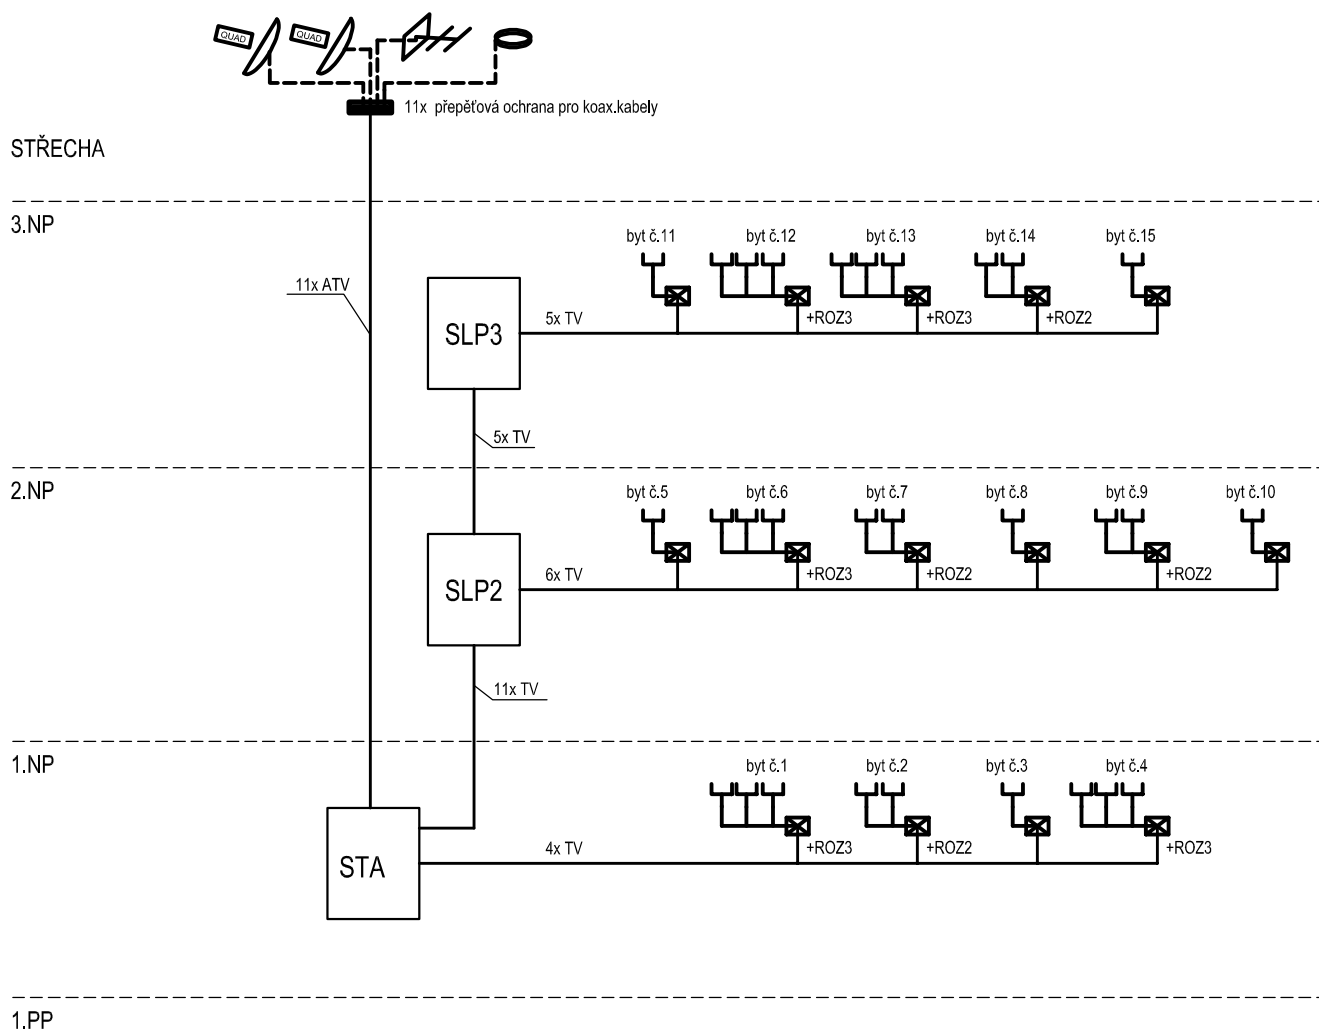 QUAD QUAD
11x přepěťová ochrana pro koax.kabely
STŘECHA
3.NP
byt č.11 byt č.12 byt č.13 byt č.14 byt č.15
11x ATV
SLP3
5x TV
+ROZ3 +ROZ3 +ROZ2
5x TV
2.NP
byt č.5 byt č.6 byt č.7 byt č.8 byt č.9 byt č.10
SLP2
6x TV
+ROZ3 +ROZ2 +ROZ2
11x TV
1.NP
byt č.1 byt č.2 byt č.3 byt č.4
STA
4x TV
+ROZ3 +ROZ2 +ROZ3
1.PP